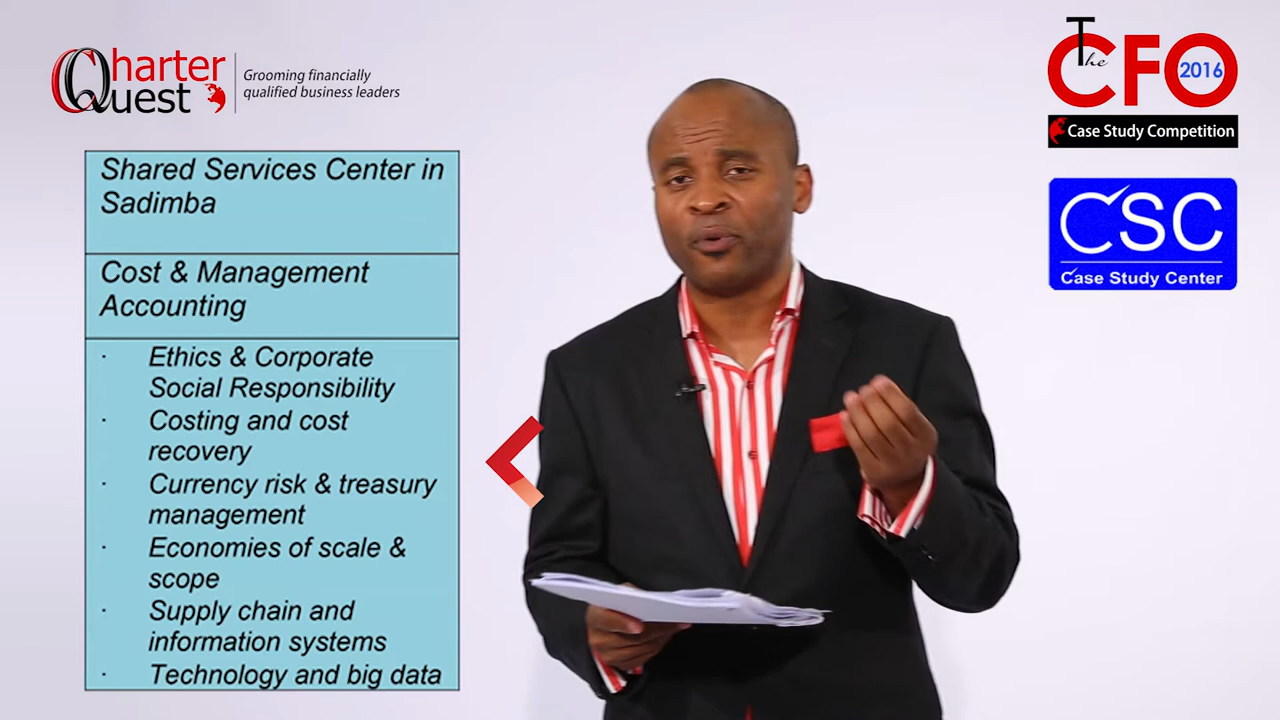 Charter Quest
Grooming financially
qualified business leaders
The CFO 2016
Case Study Competition
CSC
Case Study Center
Shared Services Center in
Sadimba
Cost & Management
Accounting
· Ethics & Corporate
Social Responsibility
· Costing and cost
recovery
· Currency risk & treasury
management
· Economies of scale &
scope
· Supply chain and
information systems
· Technology and big data